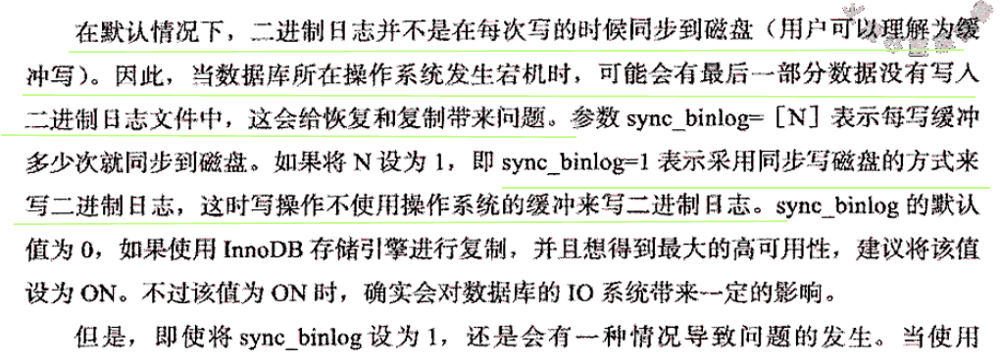 在默认情况下，二进制日志并不是在每次写的时候同步到磁盘（用户可以理解为缓
冲写）。因此，当数据库所在操作系统发生宕机时，可能会有最后一部分数据没有写入
二进制日志文件中，这会给恢复和复制带来问题。参数 sync_binlog=［N］表示每写缓冲
多少次就同步到磁盘。如果将 N 设为 1，即 sync_binlog=1 表示采用同步写磁盘的方式来
写二进制日志，这时写操作不使用操作系统的缓冲来写二进制日志。sync_binlog 的默认
值为 0，如果使用 InnoDB 存储引擎进行复制，并且想得到最大的高可用性，建议将该值
设为 ON。不过该值为 ON 时，确实会对数据库的 IO 系统带来一定的影响。
但是，即使将 sync_binlog 设为 1，还是会有一种情况导致问题的发生。当使用